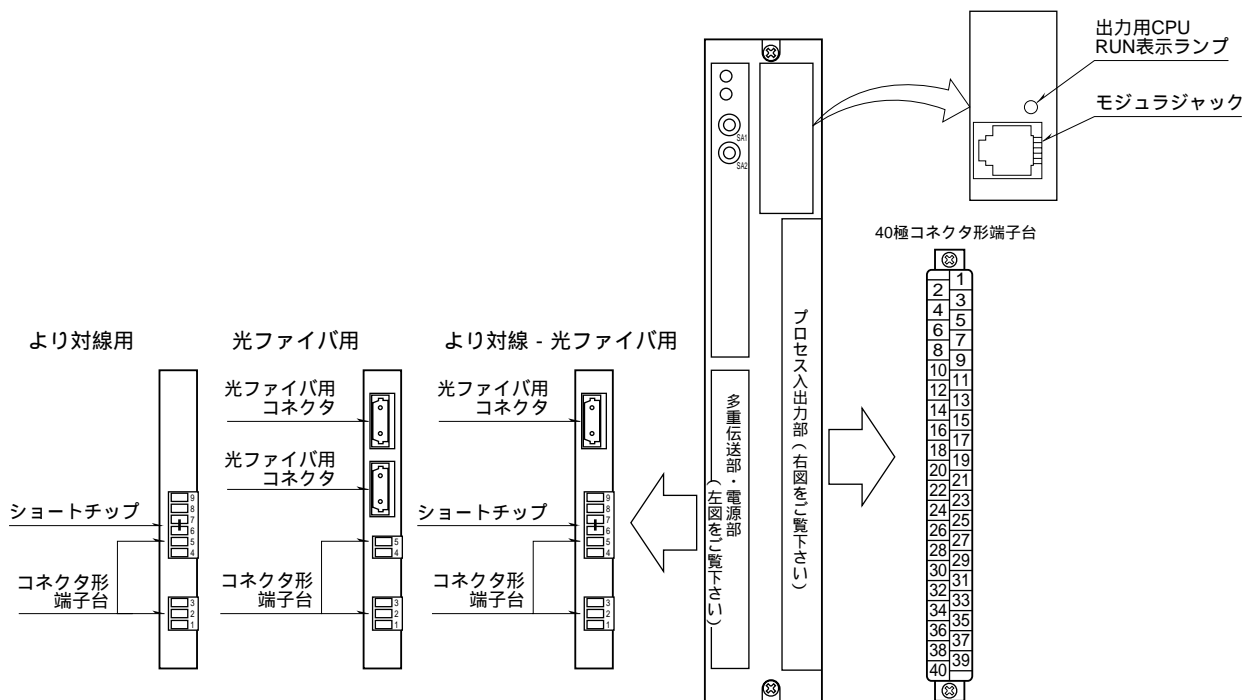 出力用CPU
RUN表示ランプ
モジュラジャック
SA1
SA2
40極コネクタ形端子台
プロセス入出力部（右図をご覧下さい）
多重伝送部・電源部
（左図をご覧下さい）
1
2
3
4
5
6
7
8
9
10
11
12
13
14
15
16
17
18
19
20
21
22
23
24
25
26
27
28
29
30
31
32
33
34
35
36
37
38
39
40
より対線用
ショートチップ
コネクタ形
端子台
9
8
7
6
5
4
3
2
1
光ファイバ用
光ファイバ用
コネクタ
光ファイバ用
コネクタ
コネクタ形
端子台
5
4
3
2
1
より対線 - 光ファイバ用
光ファイバ用
コネクタ
ショートチップ
コネクタ形
端子台
9
8
7
6
5
4
3
2
1